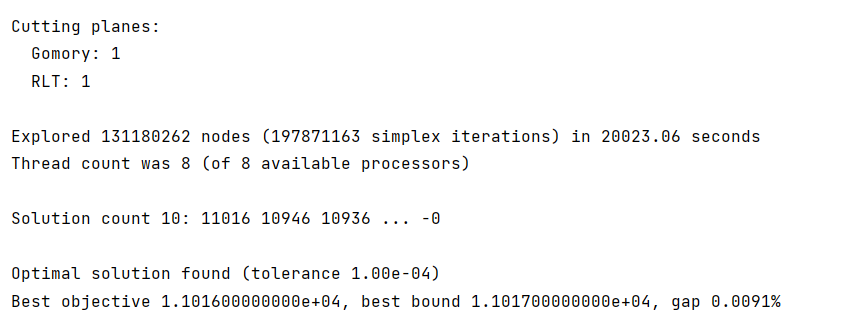 Cutting planes:
Gomory: 1
RLT: 1
Explored 131180262 nodes (197871163 simplex iterations) in 20023.06 seconds
Thread count was 8 (of 8 available processors)
Solution count 10: 11016 10946 10936 ... -0
Optimal solution found (tolerance 1.00e-04)
Best objective 1.101600000000e+04, best bound 1.101700000000e+04, gap 0.0091%